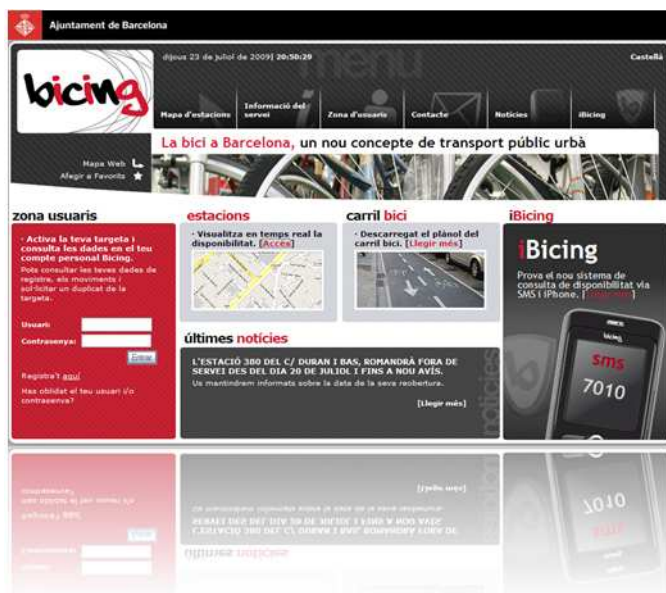 Ajuntament de Barcelona
dijous 23 de juliol de 2009| 20:50:29
menu
Castellà
bicing
Mapa d'estacions
Informació del
servei
Zona d'usuaris
Contacte
Notícies
iBicing
La bici a Barcelona, un nou concepte de transport públic urbà
Mapa Web
Afegir a Favorits
zona usuaris
· Activa la teva targeta i
consulta les dades en el teu
compte personal Bicing.
Pots consultar les teves dades de
registre, els moviments i
sol·licitar un duplicat de la
targeta.
Usuari:
Contrasenya:
Entrar
Registra't aquí
Has oblidat el teu usuari i/o
contrasenya?
estacions
· Visualitza en temps real la
disponibilitat. [Accés]
carril bici
· Descarregat el plànol del
carril bici. [Llegir més]
últimes notícies
L'ESTACIÓ 380 DEL C/ DURAN I BAS, ROMANDRÀ FORA DE
SERVEI DES DEL DIA 20 DE JULIOL I FINS A NOU AVÍS.
Us mantindrem informats sobre la data de la seva reobertura.
[Llegir més]
notícies
iBicing
iBicing
Prova el nou sistema de
consulta de disponibilitat via
SMS i iPhone. [Llegir més]
bicing
sms
7010